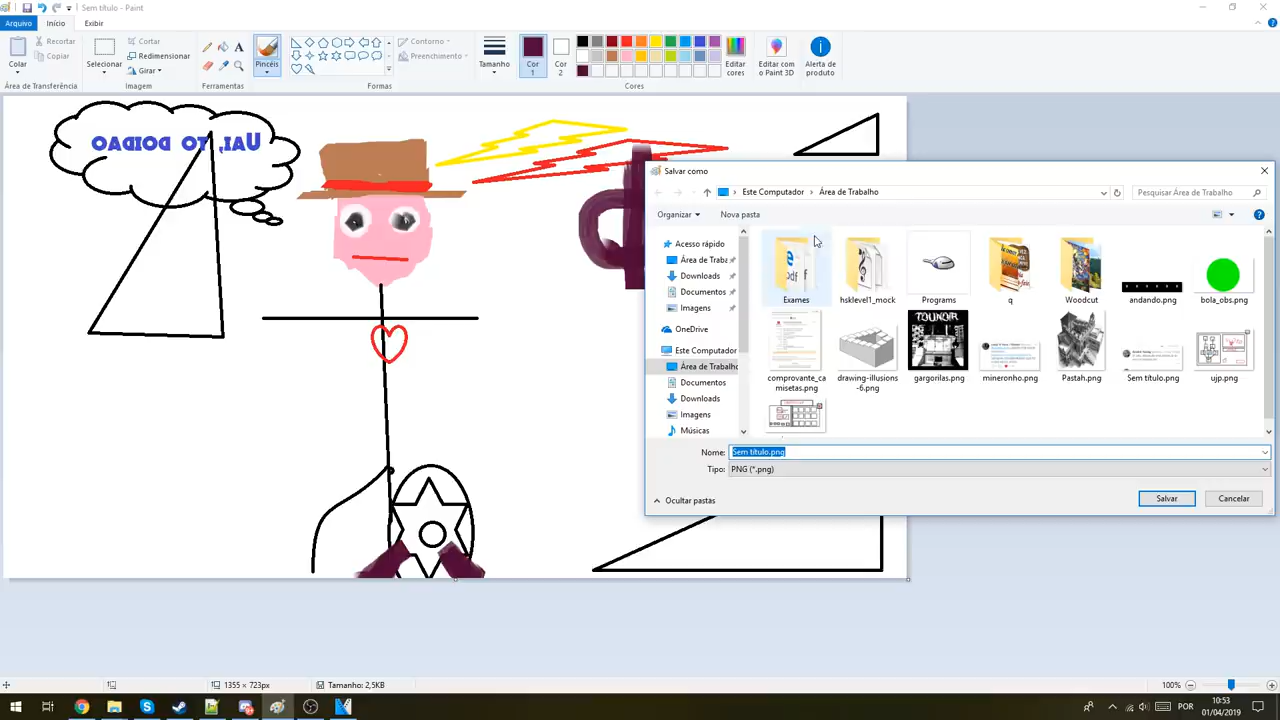 Sem título - Paint
Arquivo
Início
Exibir
Colar
Recortar
Copiar
Área de Transferência
Selecionar
Cortar
Redimensionar
Girar
Imagem
A
Ferramentas
Pincéis
Contorno
Preenchimento
Formas
Tamanho
Cor
1
Cor
2
Editar
cores
Editar com
o Paint 3D
Alerta de
produto
Cores
UAI, TO DOIDAO
Salvar como
Este Computador
Área de Trabalho
Pesquisar Área de Trabalho
Organizar
Nova pasta
Acesso rápido
Área de Traba
Downloads
Documentos
Imagens
OneDrive
Este Computador
Área de Trabalho
Documentos
Downloads
Imagens
Músicas
Exames
hsklevel1_mock
Programs
q
Woodcut
andando.png
bola_obs.png
comprovante_ca
misetas.png
drawing-illusions
-6.png
gargorilas.png
mineronho.png
Pastah.png
Sem título.png
ujp.png
Nome:
Sem título.png
Tipo:
PNG (*.png)
Ocultar pastas
Salvar
Cancelar
1355 × 723px
Tamanho: 2,5KB
100%
POR
10:53
01/04/2019